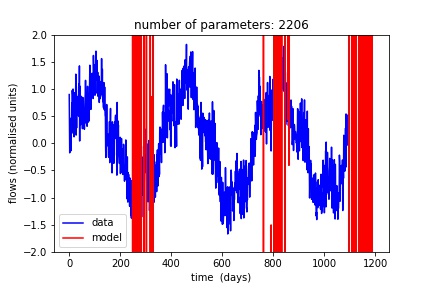 number of parameters: 2206
flows (normalised units)
2.0
1.5
1.0
0.5
0.0
−0.5
−1.0
−1.5
−2.0
data
model
0 200 400 600 800 1000 1200
time (days)